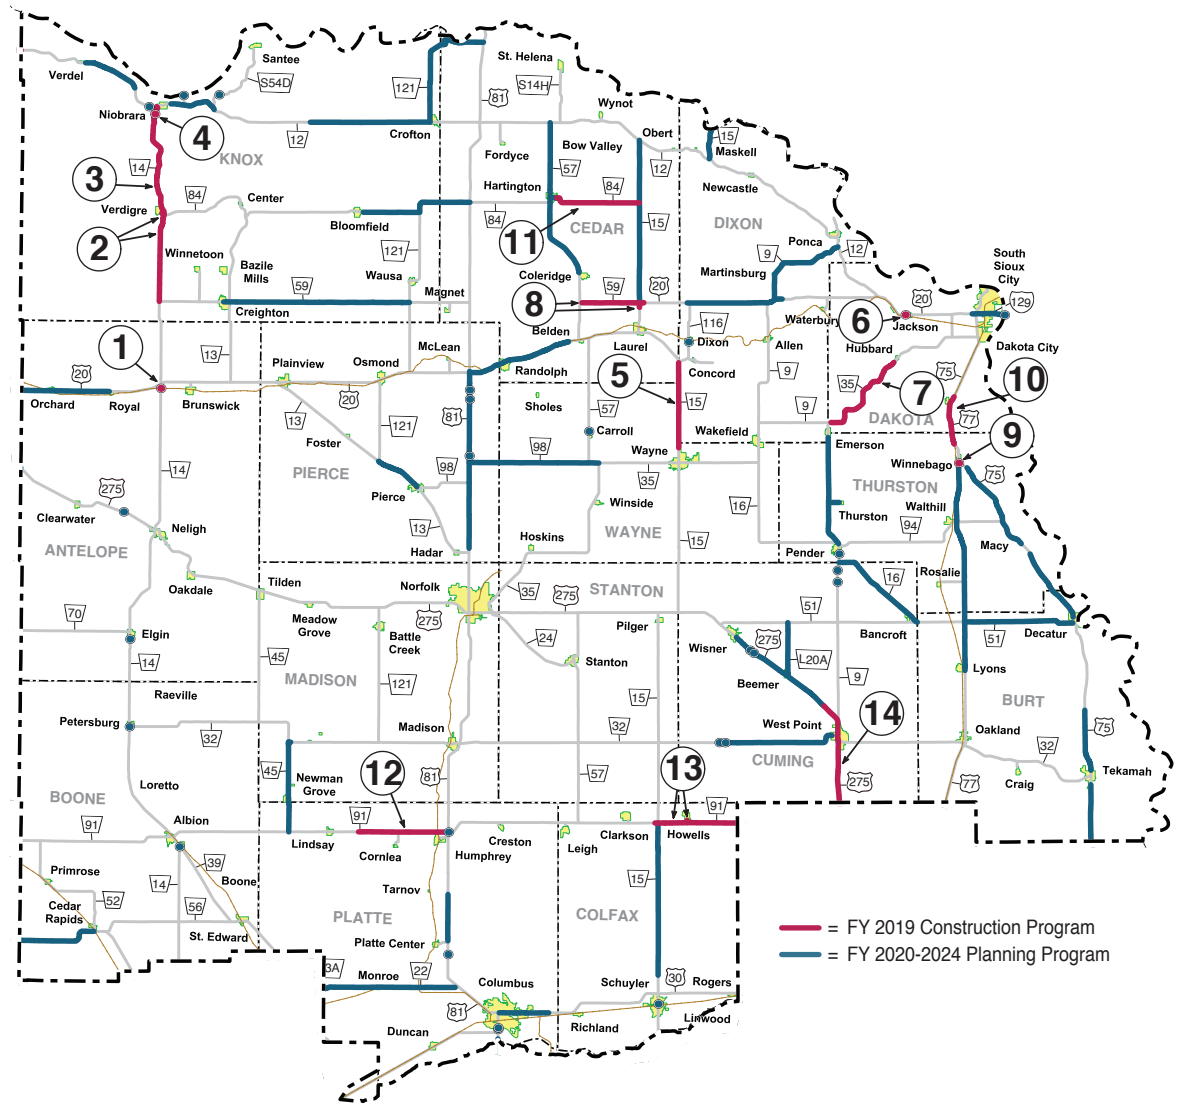 Santee
St. Helena
Verdel
S54D
121
S14H
81
Wynot
Niobrara
4
12
Crofton
Obert
15
Bow Valley
Maskell
KNOX
Fordyce
12
14
57
3
84
Center
Hartington
84
Newcastle
Verdigre
Bloomfield
84
15
DIXON
2
11
CEDAR
Ponca
12
121
9
Winnetoon
Bazile
Mills
Wausa
Coleridge
Martinsburg
South
Sioux
City
59
Magnet
8
59
20
20
129
Creighton
Waterbury
6
Jackson
1
13
Belden
116
Laurel
Dixon
Allen
Hubbard
Dakota City
McLean
Plainview
Osmond
Randolph
5
Concord
75
10
20
9
35
7
Orchard
Royal
Brunswick
20
Sholes
57
15
9
DAKOTA
77
13
121
81
Carroll
Wakefield
9
Foster
98
Emerson
14
98
Wayne
Winnebago
PIERCE
35
75
275
Pierce
THURSTON
Winside
16
Walthill
Clearwater
13
Thurston
94
Neligh
WAYNE
ANTELOPE
Hoskins
15
Macy
Hadar
Pender
Oakdale
Tilden
Norfolk
35
STANTON
16
Rosalie
275
70
Meadow
Grove
275
51
Elgin
24
Pilger
Bancroft
51
Decatur
14
45
Battle
Creek
Wisner
275
L20A
Stanton
Lyons
MADISON
121
Beemer
9
Raeville
15
BURT
14
Petersburg
Madison
West Point
32
32
75
Oakland
32
CUMING
45
81
12
13
57
Tekamah
Loretto
Newman
Grove
275
77
Craig
BOONE
91
91
Albion
91
Clarkson
Howells
Lindsay
Creston
Leigh
Cornlea
Humphrey
39
Primrose
14
Boone
Tarnov
15
52
Cedar
Rapids
56
PLATTE
COLFAX
St. Edward
= FY 2019 Construction Program
Platte Center
= FY 2020-2024 Planning Program
3A
Monroe
22
Columbus
Schuyler
30
Rogers
81
Richland
Linwood
Duncan